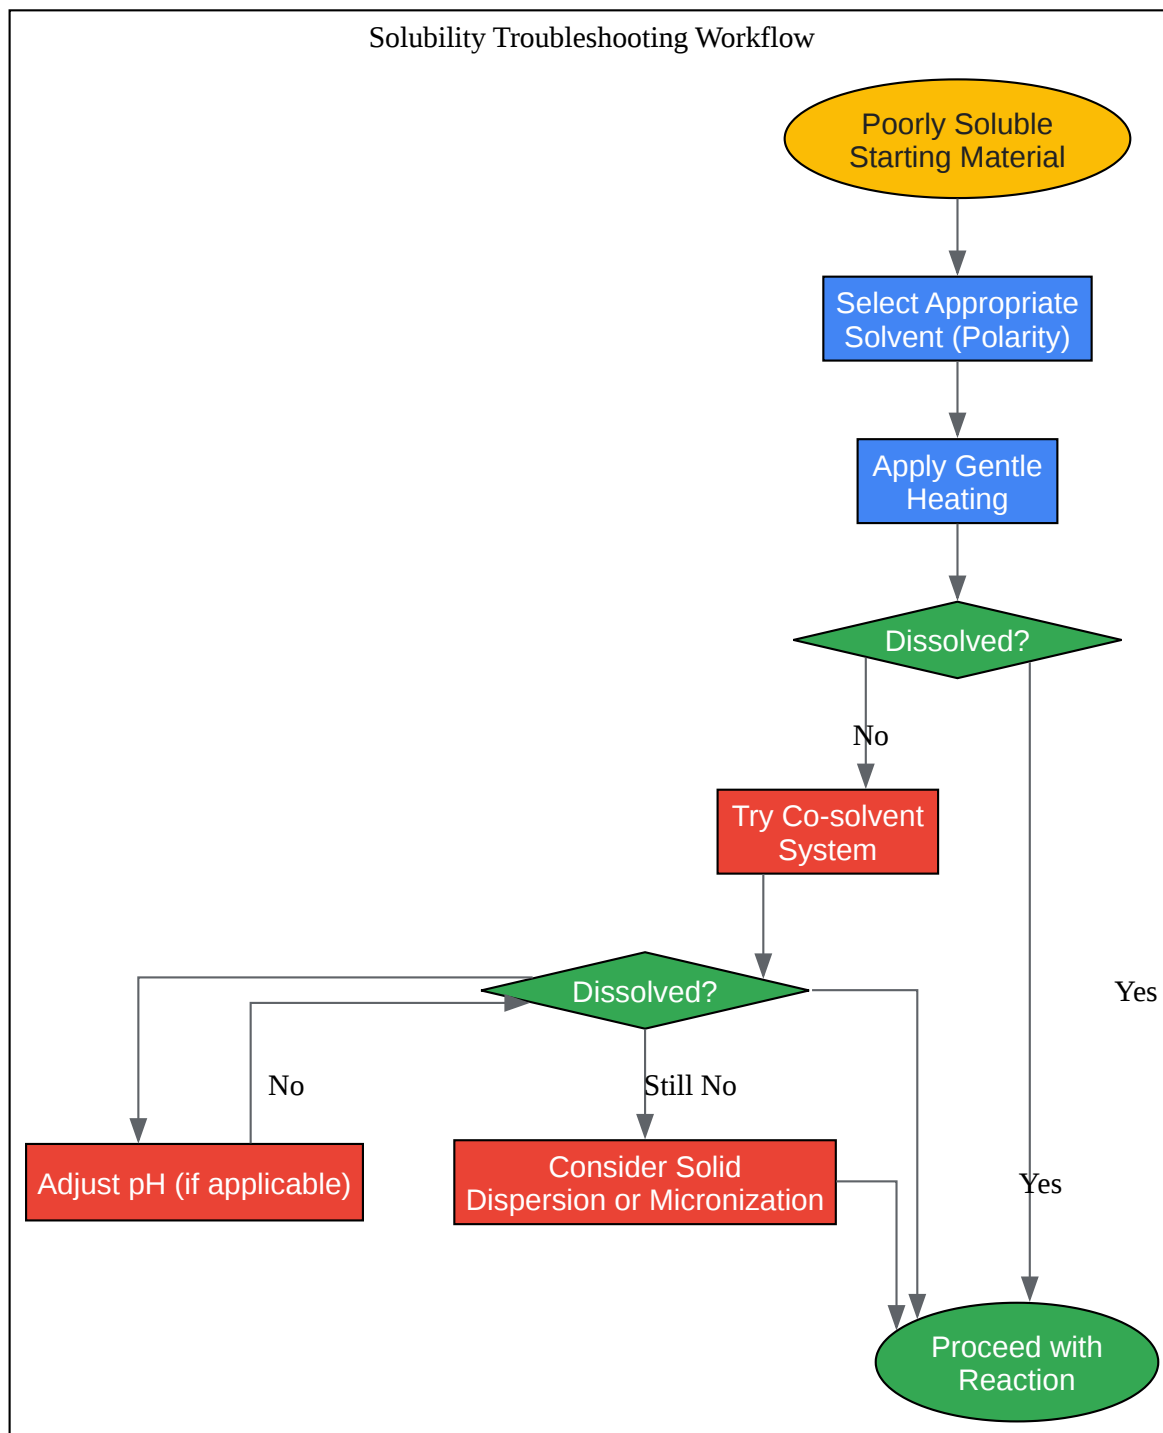 Solubility Troubleshooting Workflow
Poorly Soluble
Starting Material
Select Appropriate
Solvent (Polarity)
Apply Gentle
Heating
Dissolved?
No
Try Co-solvent
System
Dissolved?
Yes
No
Still No
Adjust pH (if applicable)
Consider Solid
Dispersion or Micronization
Yes
Proceed with
Reaction